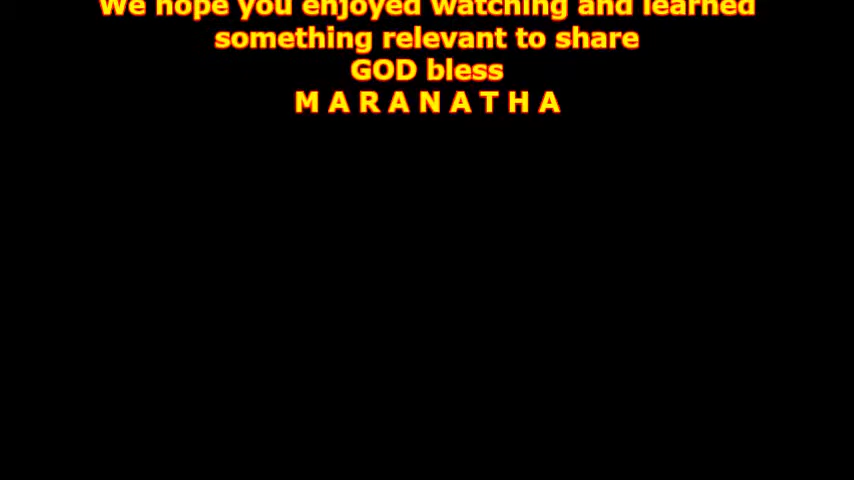 We hope you enjoyed watching and learned
something relevant to share
GOD bless
M A R A N A T H A